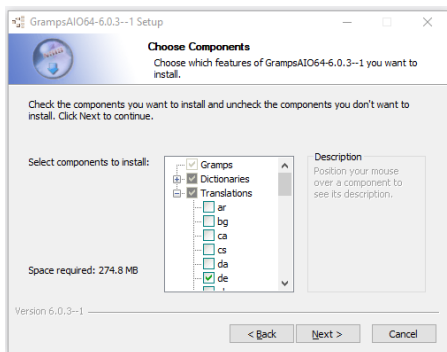 GrampsAIO64-6.0.3--1 Setup
Choose Components
Choose which features of GrampsAIO64-6.0.3--1 you want to
install.
Check the components you want to install and uncheck the components you don't want to
install. Click Next to continue.
Select components to install:
Gramps
Dictionaries
Translations
ar
bg
ca
cs
da
de
Description
Position your mouse
over a component to
see its description.
Space required: 274.8 MB
Version 6.0.3--1
< Back
Next >
Cancel